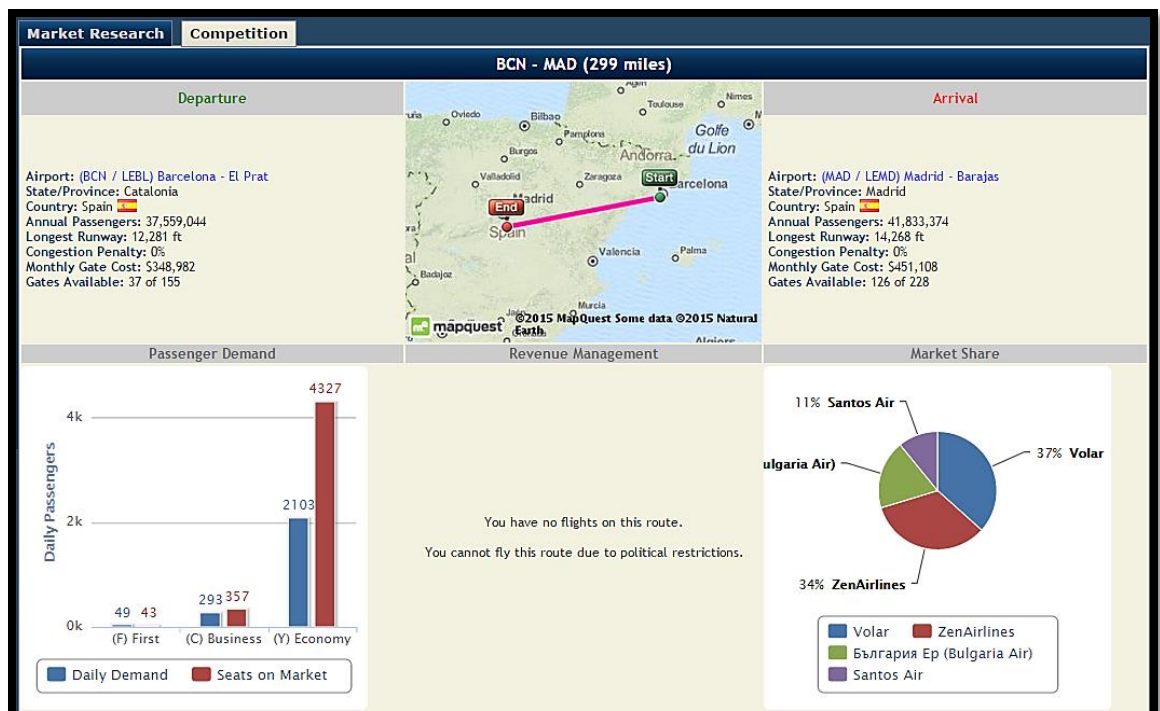 Market Research
Competition
BCN - MAD (299 miles)
Departure
Airport: (BCN / LEBL) Barcelona - El Prat
State/Province: Catalonia
Country: Spain
Annual Passengers: 37,559,044
Longest Runway: 12,281 ft
Congestion Penalty: 0%
Monthly Gate Cost: $348,982
Gates Available: 37 of 155
Oviedo
Bilbao
Toulouse
Nimes
Pamplona
Golfe
du Lion
Burgos
Andorra
Valladolid
Zaragoza
Start
arcelona
End
adrid
Spain
Valencia
Palma
Badajoz
Murcia
mapquest
©2015 MapQuest Some data ©2015 Natural
Earth
Arrival
Airport: (MAD / LEMD) Madrid - Barajas
State/Province: Madrid
Country: Spain
Annual Passengers: 41,833,374
Longest Runway: 14,268 ft
Congestion Penalty: 0%
Monthly Gate Cost: $451,108
Gates Available: 126 of 228
Passenger Demand
4327
4k
Daily Passengers
2103
2k
293 357
49 43
0k
(F) First (C) Business (Y) Economy
Daily Demand Seats on Market
Revenue Management
You have no flights on this route.
You cannot fly this route due to political restrictions.
Market Share
11% Santos Air
37% Volar
ulgaria Air)
34% ZenAirlines
Volar ZenAirlines
България Ер (Bulgaria Air)
Santos Air